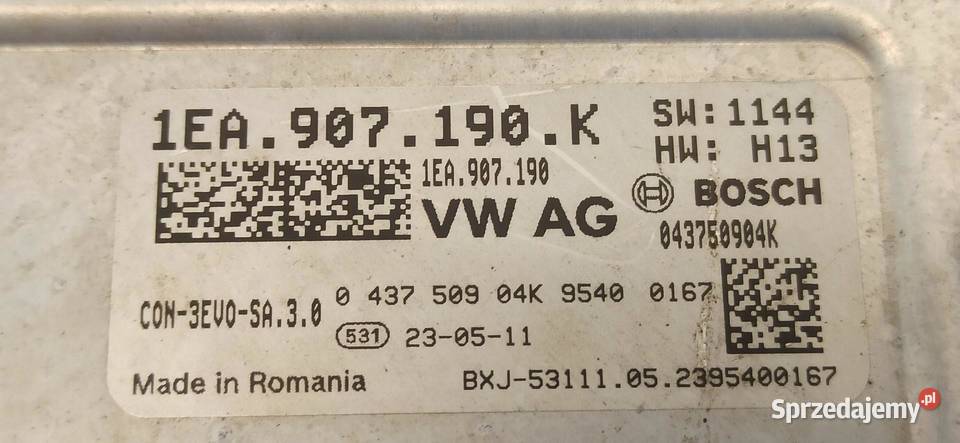 1EA.907.190.K
SW:1144
HW: H13
1EA.907.190
VW AG
BOSCH
043750904K
CON-3EVO-SA.3.0
0 437 509 04K 9540 0167
531 23-05-11
Made in Romania
BXJ-53111.05.2395400167
Sprzedajemy.pl